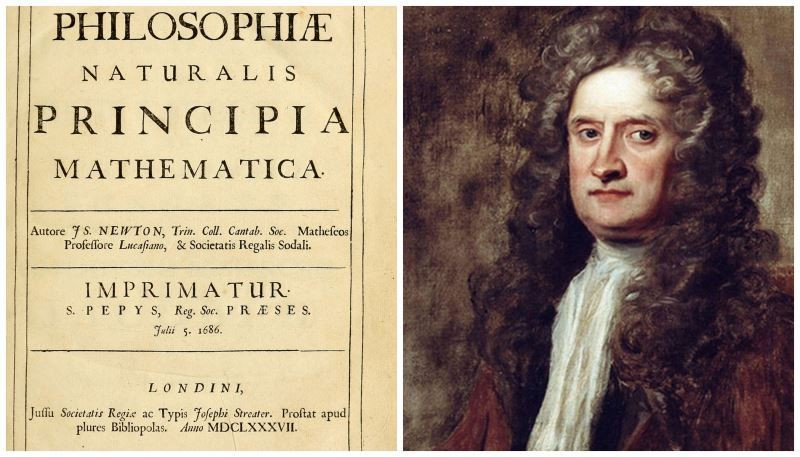 PHILOSOPHIÆ
NATURALIS
PRINCIPIA
MATHEMATICA.
Autore JS. NEWTON, Trin. Coll. Cantab. Soc. Matheseos
Professore Lucasiano, & Societatis Regalis Sodali.
IMPRIMATUR.
S. PEPYS, Reg. Soc. PRÆSES.
Julii 5. 1686.
LONDINI,
Jussu Societatis Regiæ ac Typis Josephi Streater. Prostat apud
plures Bibliopolas. Anno MDCLXXXVII.